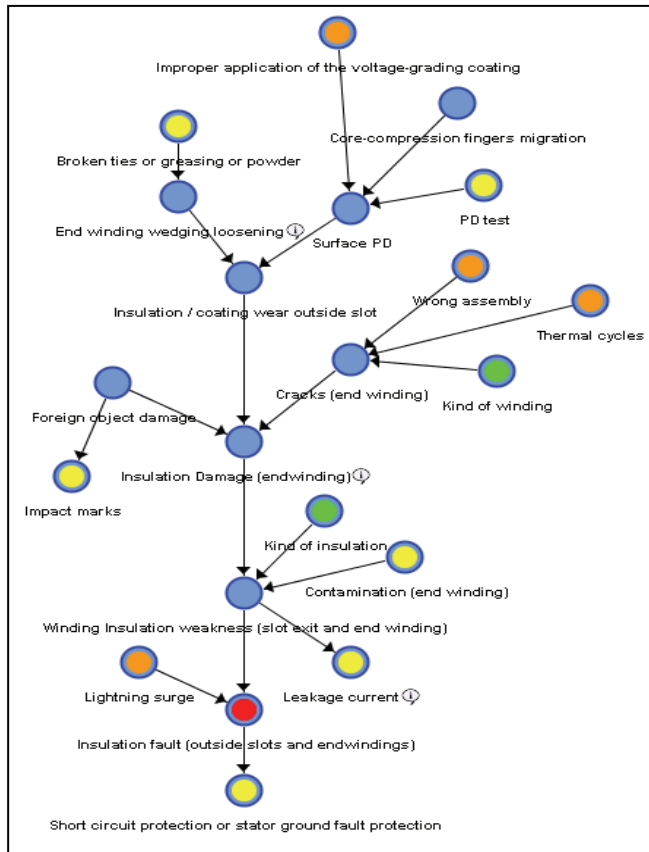 Improper application of the voltage-grading coating
Core-compression fingers migration
Broken ties or greasing or powder
PD test
End winding wedging loosening
Surface PD
Wrong assembly
Insulation / coating wear outside slot
Thermal cycles
Cracks (end winding)
Kind of winding
Foreign object damage
Insulation Damage (endwinding)
Impact marks
Kind of insulation
Contamination (end winding)
Winding Insulation weakness (slot exit and end winding)
Lightning surge
Leakage current
Insulation fault (outside slots and endwindings)
Short circuit protection or stator ground fault protection